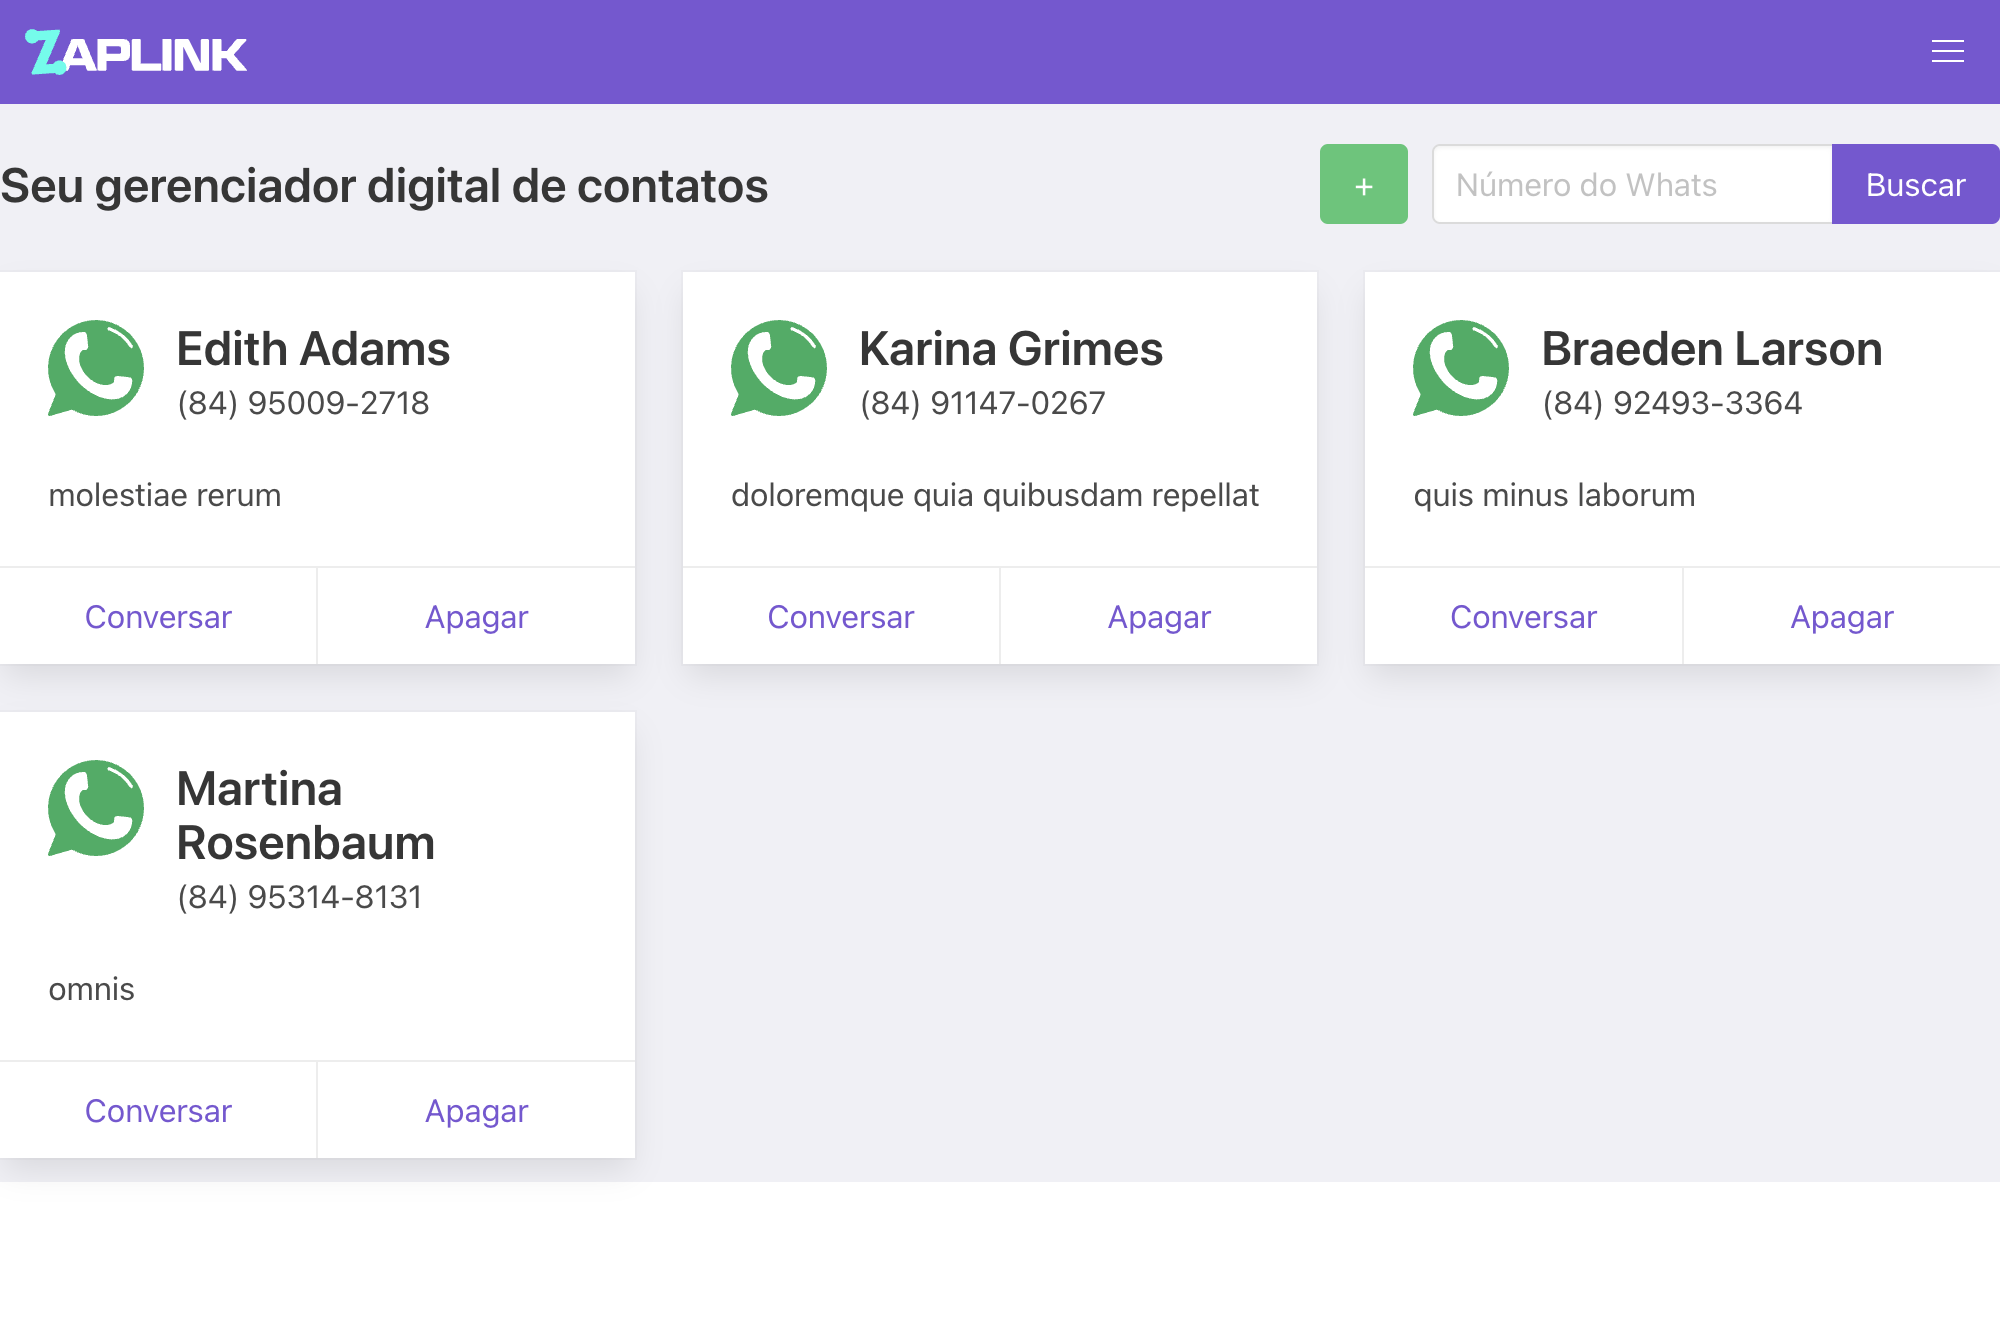 ZAPLINK
Seu gerenciador digital de contatos
+
Número do Whats
Buscar
Edith Adams
(84) 95009-2718
molestiae rerum
Conversar
Apagar
Karina Grimes
(84) 91147-0267
doloremque quia quibusdam repellat
Conversar
Apagar
Braeden Larson
(84) 92493-3364
quis minus laborum
Conversar
Apagar
Martina
Rosenbaum
(84) 95314-8131
omnis
Conversar
Apagar